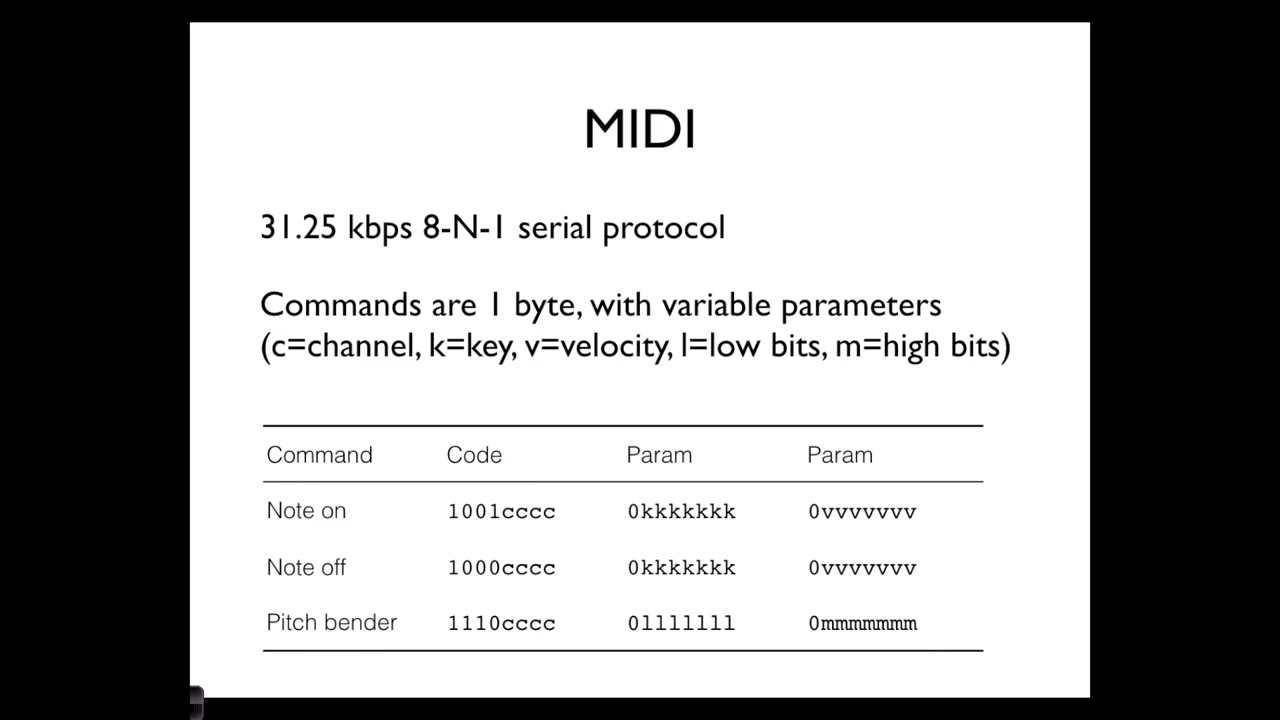 MIDI
31.25 kbps 8-N-1 serial protocol
Commands are 1 byte, with variable parameters
(c=channel, k=key, v=velocity, l=low bits, m=high bits)
Command Code Param Param
Note on 1001cccc 0kkkkkkk 0vvvvvvv
Note off 1000cccc 0kkkkkkk 0vvvvvvv
Pitch bender 1110cccc 0lllllll 0mmmmmmm